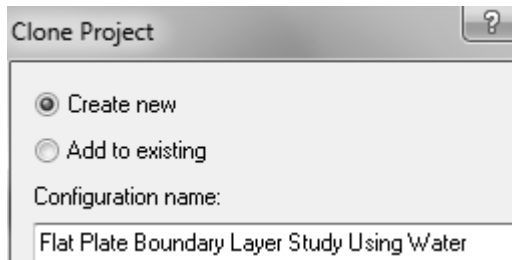 Clone Project
?
Create new
Add to existing
Configuration name:
Flat Plate Boundary Layer Study Using Water